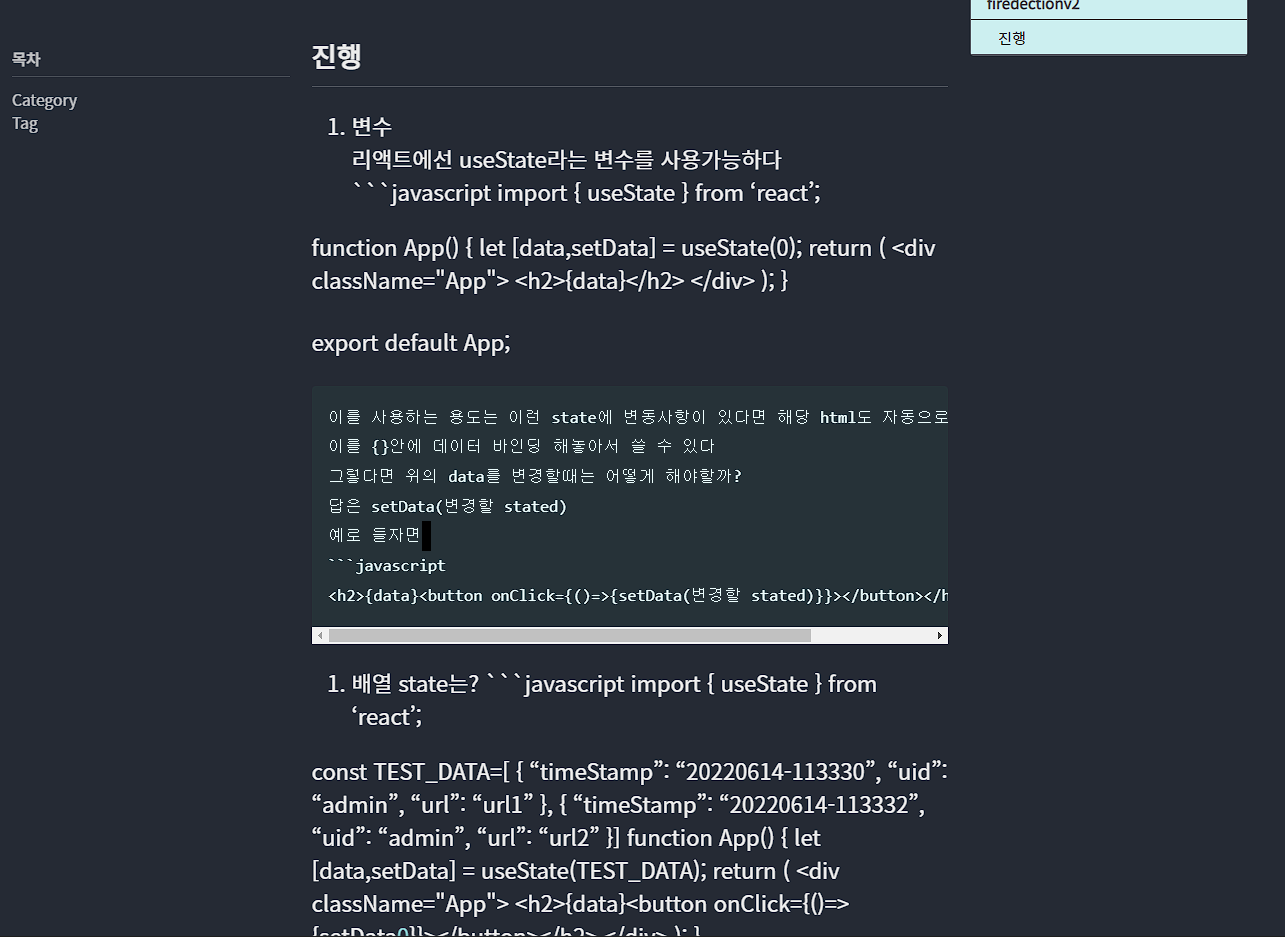 firedectionv2
진행
목차
Category
Tag
진행
1. 변수
리액트에선 useState라는 변수를 사용가능하다
```javascript import { useState } from ‘react’;
function App() { let [data,setData] = useState(0); return ( <div
className="App"> <h2>{data}</h2> </div> ); }
export default App;
이를 사용하는 용도는 이런 state에 변동사항이 있다면 해당 html도 자동으로
이를 {}안에 데이터 바인딩 해놓아서 쓸 수 있다
그렇다면 위의 data를 변경할때는 어떻게 해야할까?
답은 setData(변경할 stated)
예로 들자면
```javascript
<h2>{data}<button onClick={()=>{setData(변경할 stated)}}></button></h
1. 배열 state는? ```javascript import { useState } from
‘react’;
const TEST_DATA=[ { “timeStamp”: “20220614-113330”, “uid”:
“admin”, “url”: “url1” }, { “timeStamp”: “20220614-113332”,
“uid”: “admin”, “url”: “url2” }] function App() { let
[data,setData] = useState(TEST_DATA); return ( <div
className="App"> <h2>{data}<button onClick={()=>
{setData()}}></button></h2> </div> ); }